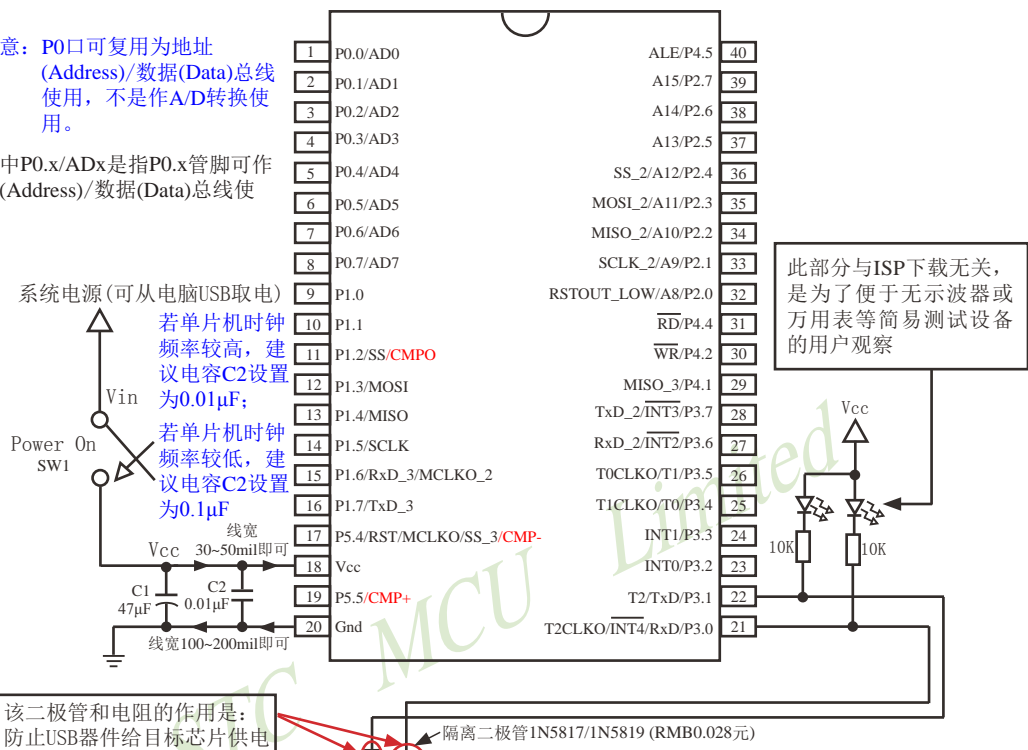 意: P0口可复用为地址
(Address)/数据(Data)总线
使用，不是作A/D转换使
用。
中P0.x/ADx是指P0.x管脚可作
(Address)/数据(Data)总线使
系统电源(可从电脑USB取电)
若单片机时钟
频率较高，建
议电容C2设置
为0.01μF;
若单片机时钟
频率较低，建
议电容C2设置
为0.1μF
Vin
Power On
SW1
Vcc
线宽
30~50mil即可
C1
47μF
C2
0.01μF
线宽100~200mil即可
1 P0.0/AD0
2 P0.1/AD1
3 P0.2/AD2
4 P0.3/AD3
5 P0.4/AD4
6 P0.5/AD5
7 P0.6/AD6
8 P0.7/AD7
9 P1.0
10 P1.1
11 P1.2/SS/CMPO
12 P1.3/MOSI
13 P1.4/MISO
14 P1.5/SCLK
15 P1.6/RxD_3/MCLKO_2
16 P1.7/TxD_3
17 P5.4/RST/MCLKO/SS_3/CMP-
18 Vcc
19 P5.5/CMP+
20 Gnd
ALE/P4.5 40
A15/P2.7 39
A14/P2.6 38
A13/P2.5 37
SS_2/A12/P2.4 36
MOSI_2/A11/P2.3 35
MISO_2/A10/P2.2 34
SCLK_2/A9/P2.1 33
RSTOUT_LOW/A8/P2.0 32
RD/P4.4 31
WR/P4.2 30
MISO_3/P4.1 29
TxD_2/INT3/P3.7 28
RxD_2/INT2/P3.6 27
T0CLKO/T1/P3.5 26
T1CLKO/T0/P3.4 25
INT1/P3.3 24
INT0/P3.2 23
T2/TxD/P3.1 22
T2CLKO/INT4/RxD/P3.0 21
此部分与ISP下载无关，
是为了便于无示波器或
万用表等简易测试设备
的用户观察
Vcc
10K
10K
STC MCU Limited
该二极管和电阻的作用是:
防止USB器件给目标芯片供电
隔离二极管1N5817/1N5819 (RMB0.028元)